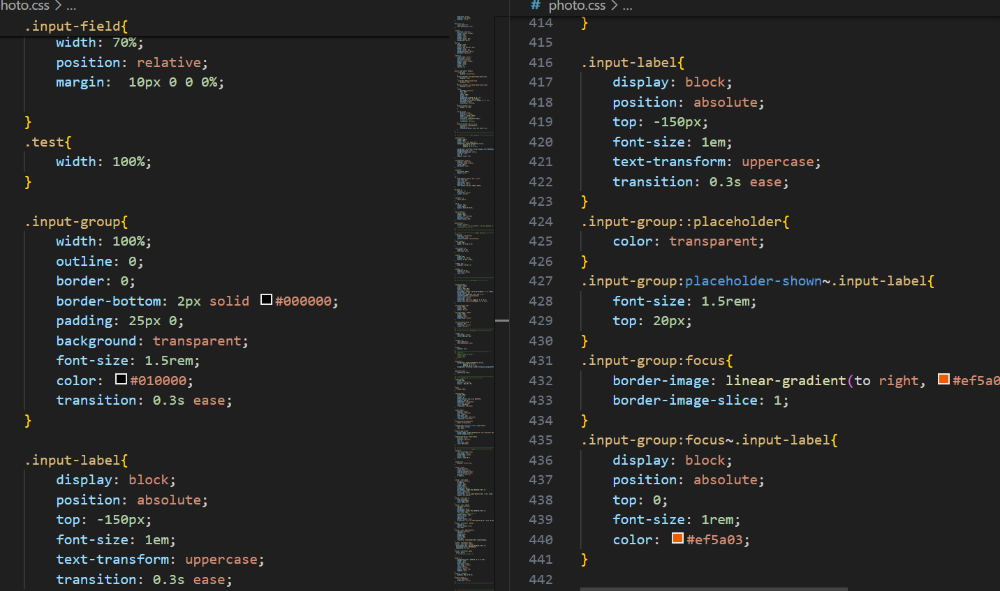 hoto.css > ...
.input-field{
width: 70%;
position: relative;
margin:  10px 0 0 0%;
}
.test{
width: 100%;
}
.input-group{
width: 100%;
outline: 0;
border: 0;
border-bottom: 2px solid #000000;
padding: 25px 0;
background: transparent;
font-size: 1.5rem;
color: #010000;
transition: 0.3s ease;
}
.input-label{
display: block;
position: absolute;
top: -150px;
font-size: 1em;
text-transform: uppercase;
transition: 0.3s ease;
# photo.css > ...
414 }
415
416 .input-label{
417 display: block;
418 position: absolute;
419 top: -150px;
420 font-size: 1em;
421 text-transform: uppercase;
422 transition: 0.3s ease;
423 }
424 .input-group::placeholder{
425 color: transparent;
426 }
427 .input-group:placeholder-shown~.input-label{
428 font-size: 1.5rem;
429 top: 20px;
430 }
431 .input-group:focus{
432 border-image: linear-gradient(to right, #ef5a0
433 border-image-slice: 1;
434 }
435 .input-group:focus~.input-label{
436 display: block;
437 position: absolute;
438 top: 0;
439 font-size: 1rem;
440 color: #ef5a03;
441 }
442